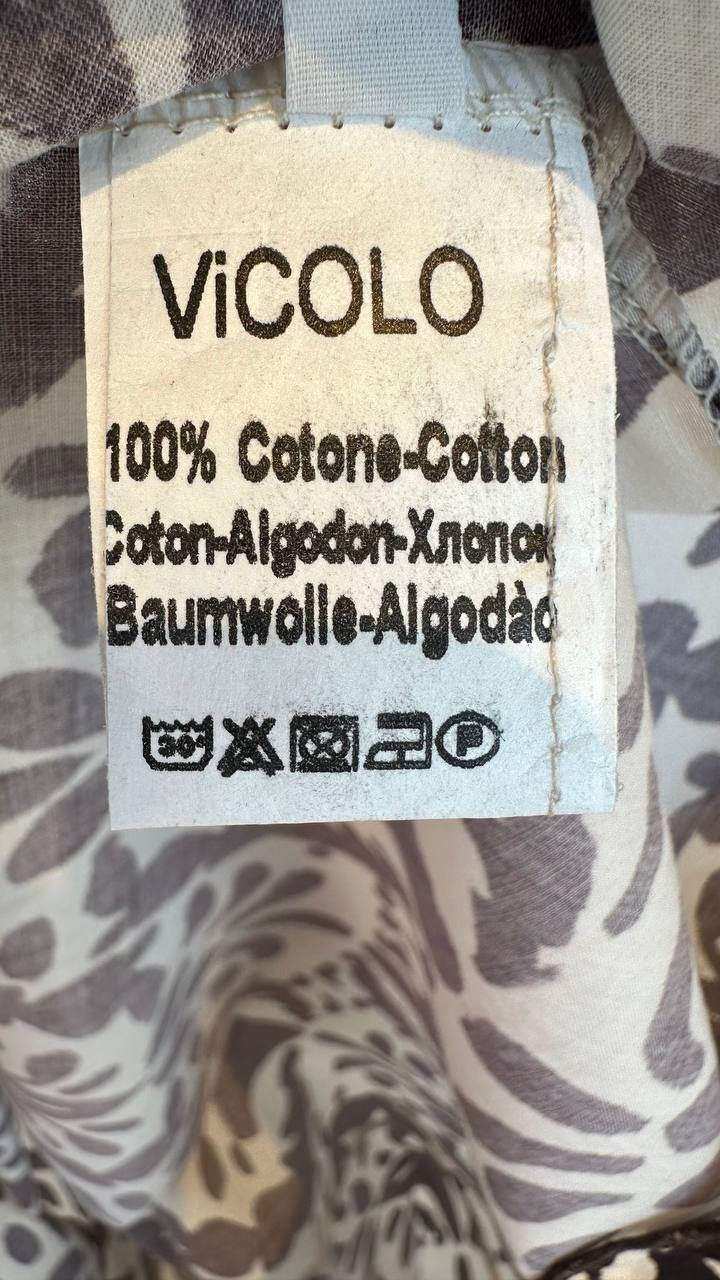 ViCOLO
100% Cotone-Cotton
Coton-Algodon-Хлопок
Baumwolle-Algodào
30°
P